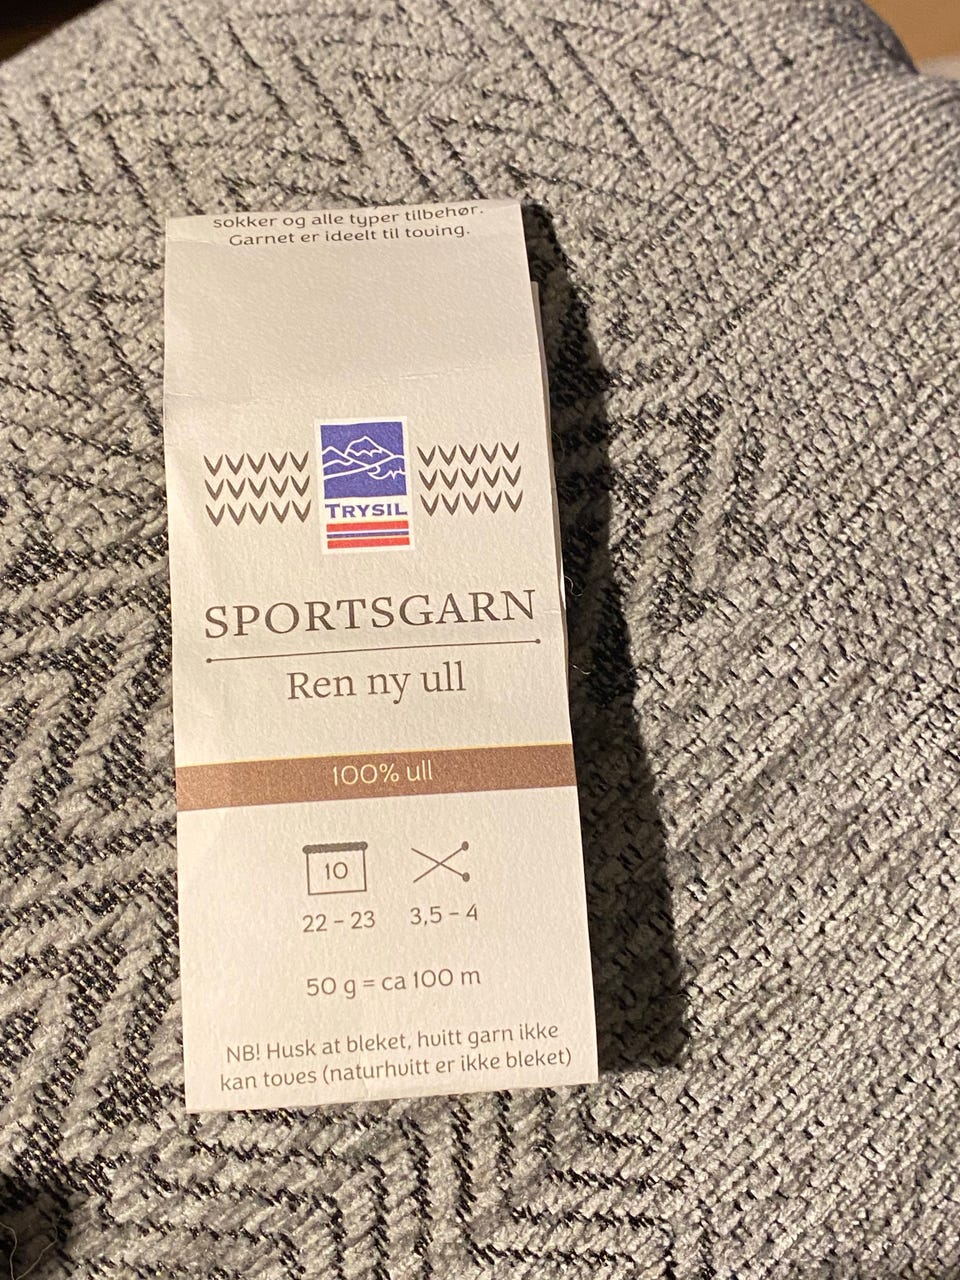 sokker og alle typer tilbehør.
Garnet er ideelt til toving.
TRYSIL
SPORTSGARN
Ren ny ull
100% ull
10
22 - 23 3,5 - 4
50 g = ca 100 m
NB! Husk at bleket, hvitt garn ikke
kan toves (naturhvitt er ikke bleket)